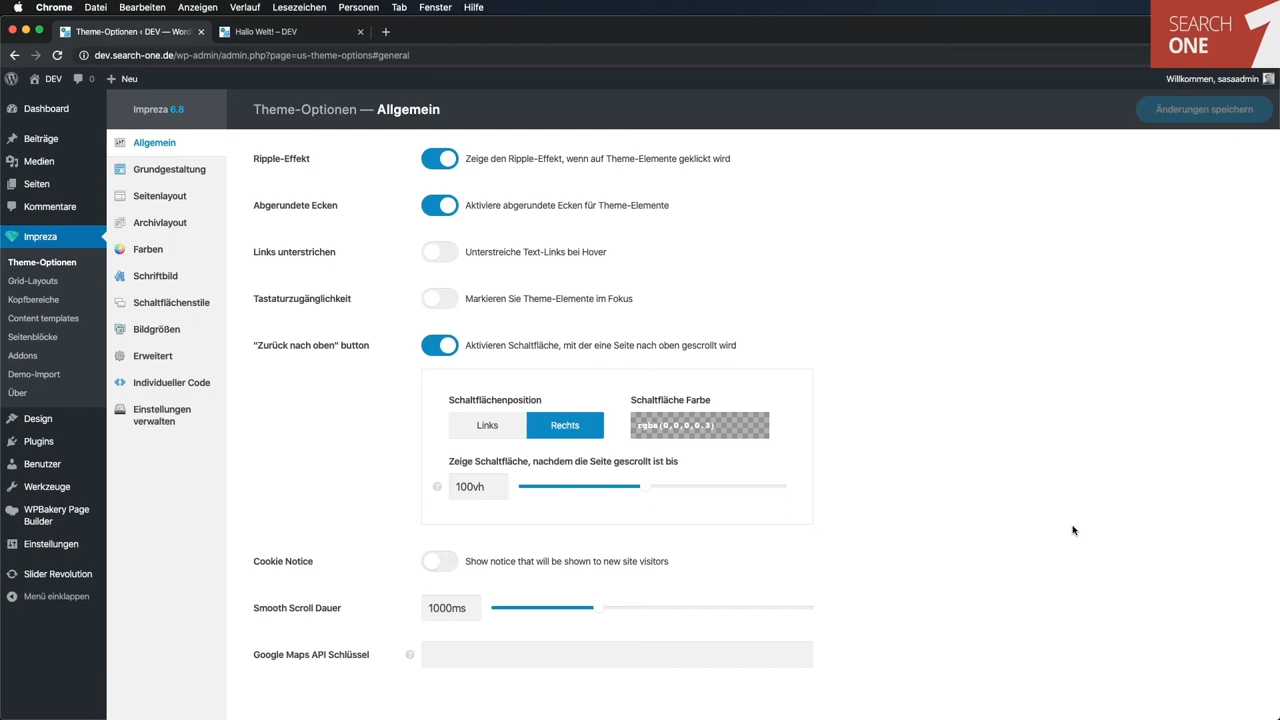 Chrome Datei Bearbeiten Anzeigen Verlauf Lesezeichen Personen Tab Fenster Hilfe
SEARCH
ONE
1
Theme-Optionen ‹ DEV — Word
Hallo Welt! – DEV
dev.search-one.de/wp-admin/admin.php?page=us-theme-options#general
DEV 0 Neu
Willkommen, sasaadmin
Dashboard
Beiträge
Medien
Seiten
Kommentare
Impreza
Theme-Optionen
Grid-Layouts
Kopfbereiche
Content templates
Seitenblöcke
Addons
Demo-Import
Über
Design
Plugins
Benutzer
Werkzeuge
WPBakery Page
Builder
Einstellungen
Slider Revolution
Menü einklappen
Impreza 6.8
Allgemein
Grundgestaltung
Seitenlayout
Archivlayout
Farben
Schriftbild
Schaltflächenstile
Bildgrößen
Erweitert
Individueller Code
Einstellungen
verwalten
Theme-Optionen — Allgemein
Änderungen speichern
Ripple-Effekt Zeige den Ripple-Effekt, wenn auf Theme-Elemente geklickt wird
Abgerundete Ecken Aktiviere abgerundete Ecken für Theme-Elemente
Links unterstrichen Unterstreiche Text-Links bei Hover
Tastaturzugänglichkeit Markieren Sie Theme-Elemente im Fokus
"Zurück nach oben" button Aktivieren Schaltfläche, mit der eine Seite nach oben gescrollt wird
Schaltflächenposition Schaltfläche Farbe
Links Rechts rgba(0,0,0,0.3)
Zeige Schaltfläche, nachdem die Seite gescrollt ist bis
? 100vh
Cookie Notice Show notice that will be shown to new site visitors
Smooth Scroll Dauer 1000ms
Google Maps API Schlüssel ?